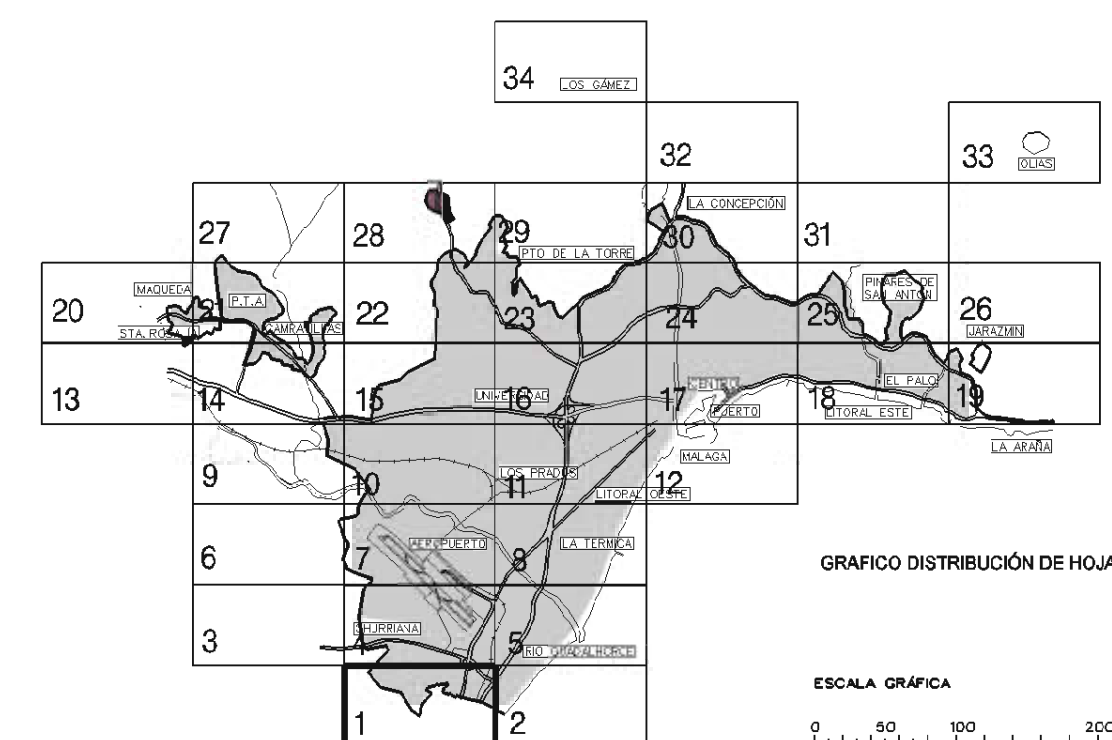 34 LOS GÁMEZ
32
33 OLIAS
LA CONCEPCIÓN
27 28 29 30 31
PTO DE LA TORRE
MAQUEDA
P.T.A.
PINARES DE
SAN ANTÓN
20 21 22 23 24 25 26
STA. ROSALIA
CAMPANILLAS
JARAZMIN
CENTRO
EL PALO
13 14 15 16 17 18 19
UNIVERSIDAD
PUERTO
LITORAL ESTE
LA ARAÑA
MALAGA
9 10 11 12
LOS PRADOS
LITORAL OESTE
6 7 8
AEROPUERTO
LA TERMICA
GRAFICO DISTRIBUCIÓN DE HOJA
3 5
CHURRIANA
RIO GUADALHORCE
1 2
ESCALA GRÁFICA
0 50 100 200